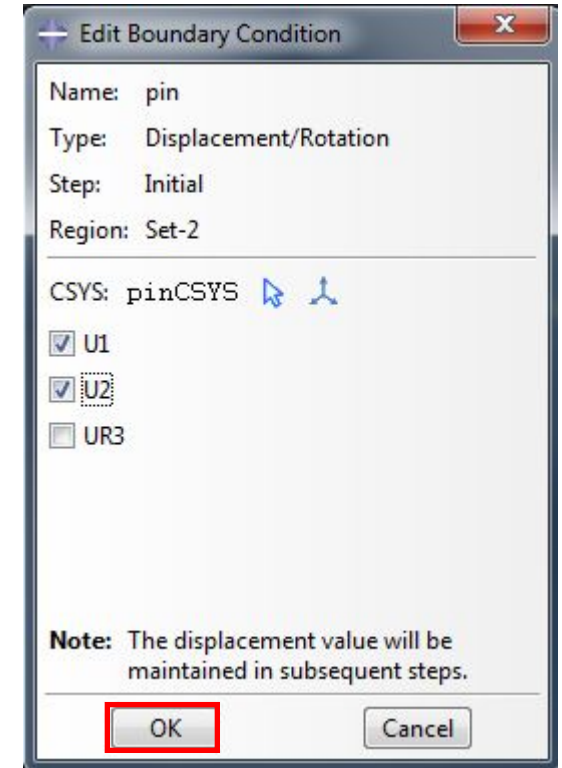 Edit Boundary Condition
Name: pin
Type: Displacement/Rotation
Step: Initial
Region: Set-2
CSYS: pinCSYS
U1
U2
UR3
Note: The displacement value will be
maintained in subsequent steps.
OK Cancel